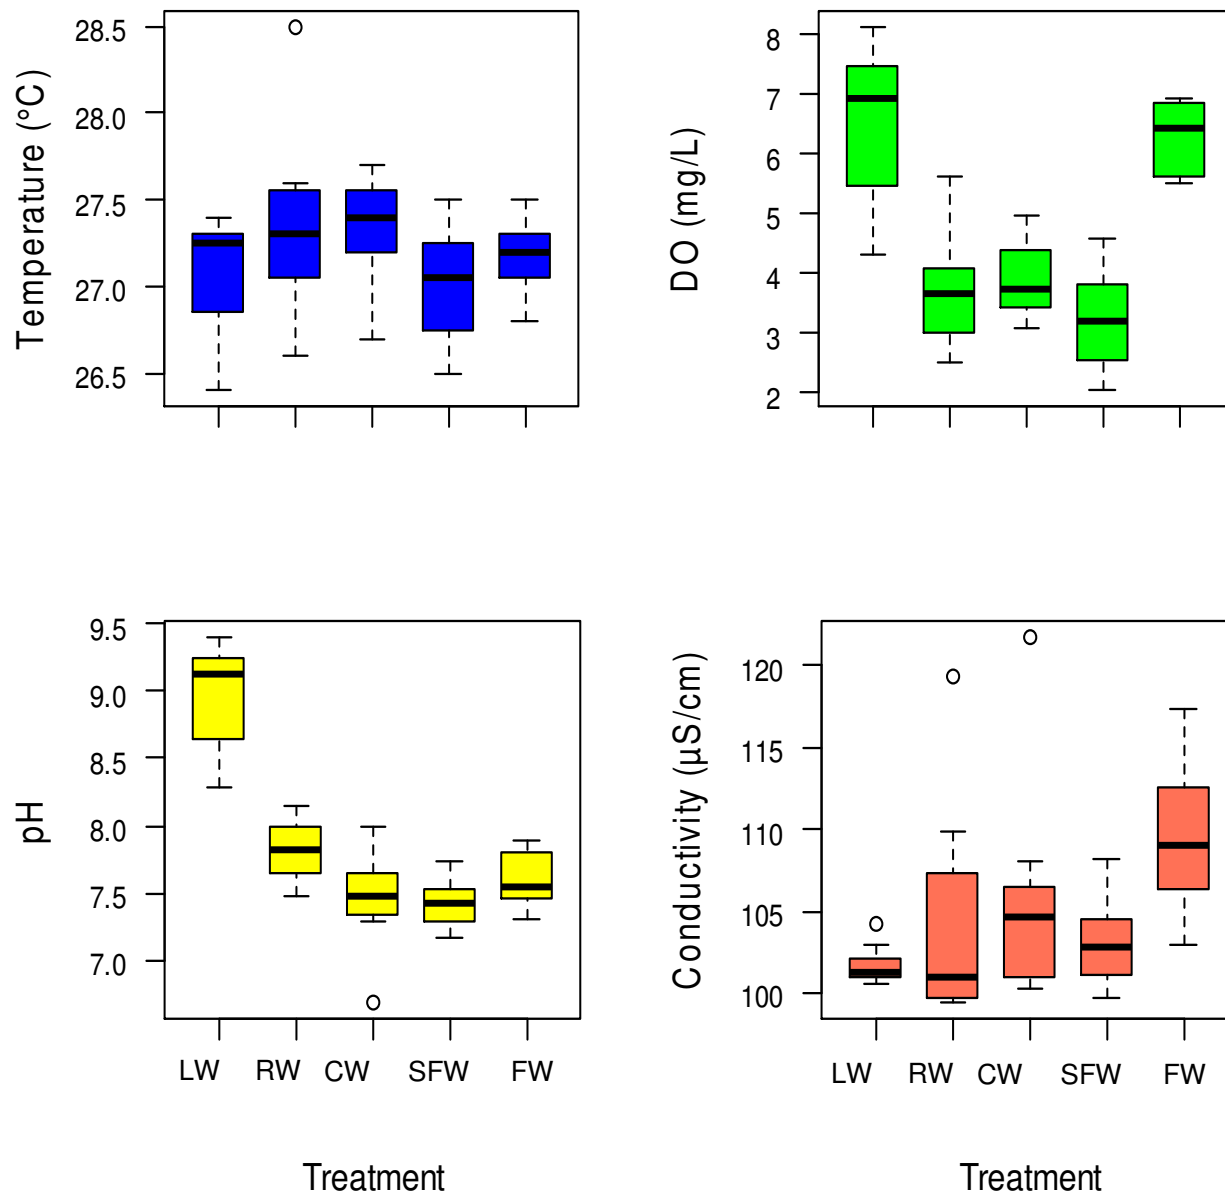 Temperature (°C)
28.5
28.0
27.5
27.0
26.5
DO (mg/L)
8
7
6
5
4
3
2
pH
9.5
9.0
8.5
8.0
7.5
7.0
LW RW CW SFW FW
Treatment
Conductivity (µS/cm)
120
115
110
105
100
LW RW CW SFW FW
Treatment